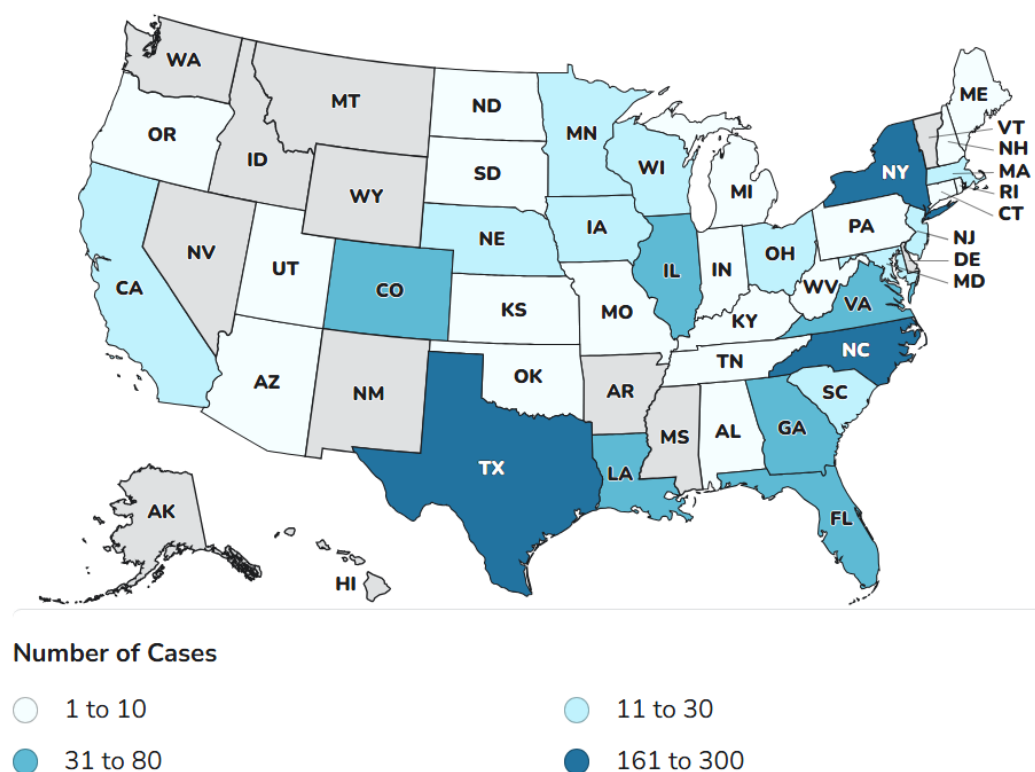 WA
MT
ND
MN
ME
VT
NH
MA
RI
CT
OR
ID
SD
WI
MI
NY
WY
NE
IA
PA
NJ
DE
MD
NV
UT
CO
IL
IN
OH
WV
VA
CA
KS
MO
KY
AZ
NM
OK
AR
TN
NC
SC
TX
LA
MS
AL
GA
AK
FL
HI
Number of Cases
1 to 10
11 to 30
31 to 80
161 to 300